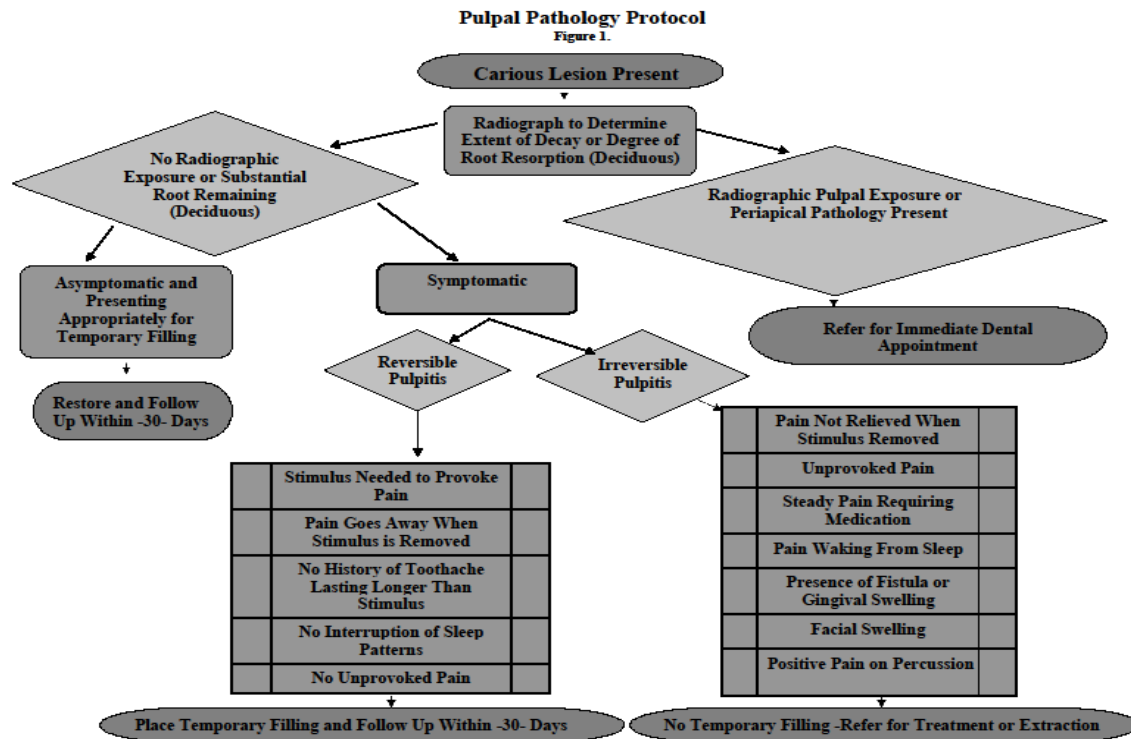 Pulpal Pathology Protocol
Figure 1.
Carious Lesion Present
Radiograph to Determine
Extent of Decay or Degree of
Root Resorption (Deciduous)
No Radiographic
Exposure or Substantial
Root Remaining
(Deciduous)
Radiographic Pulpal Exposure or
Periapical Pathology Present
Asymptomatic and
Presenting
Appropriately for
Temporary Filling
Symptomatic
Refer for Immediate Dental
Appointment
Restore and Follow
Up Within -30- Days
Reversible
Pulpitis
Irreversible
Pulpitis
Stimulus Needed to Provoke
Pain
Pain Goes Away When
Stimulus is Removed
No History of Toothache
Lasting Longer Than
Stimulus
No Interruption of Sleep
Patterns
No Unprovoked Pain
Place Temporary Filling and Follow Up Within -30- Days
Pain Not Relieved When
Stimulus Removed
Unprovoked Pain
Steady Pain Requiring
Medication
Pain Waking From Sleep
Presence of Fistula or
Gingival Swelling
Facial Swelling
Positive Pain on Percussion
No Temporary Filling -Refer for Treatment or Extraction